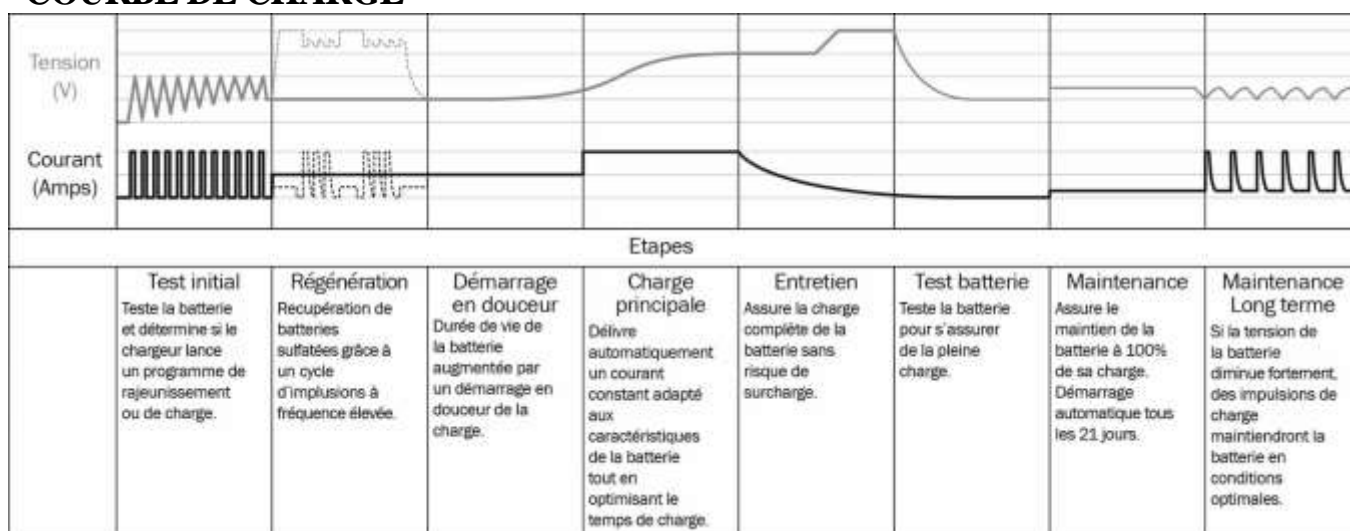 COURBE DE CHARGE
Tension
(V)
Courant
(Amps)
Etapes
Test initial
Teste la batterie
et détermine si le
chargeur lance
un programme de
rajeunissement
ou de charge.
Régénération
Recupération de
batteries
sulfatées grâce à
un cycle
d'implusions à
fréquence élevée.
Démarrage
en douceur
Durée de vie de
la batterie
augmentée par
un démarrage en
douceur de la
charge.
Charge
principale
Délivre
automatiquement
un courant
constant adapté
aux
caractéristiques
de la batterie
tout en
optimisant le
temps de charge.
Entretien
Assure la charge
complète de la
batterie sans
risque de
surcharge.
Test batterie
Teste la batterie
pour s'assurer
de la pleine
charge.
Maintenance
Assure le
maintien de la
batterie à 100%
de sa charge.
Démarrage
automatique tous
les 21 jours.
Maintenance
Long terme
Si la tension de
la batterie
diminue fortement,
des impulsions de
charge
maintiendront la
batterie en
conditions
optimales.